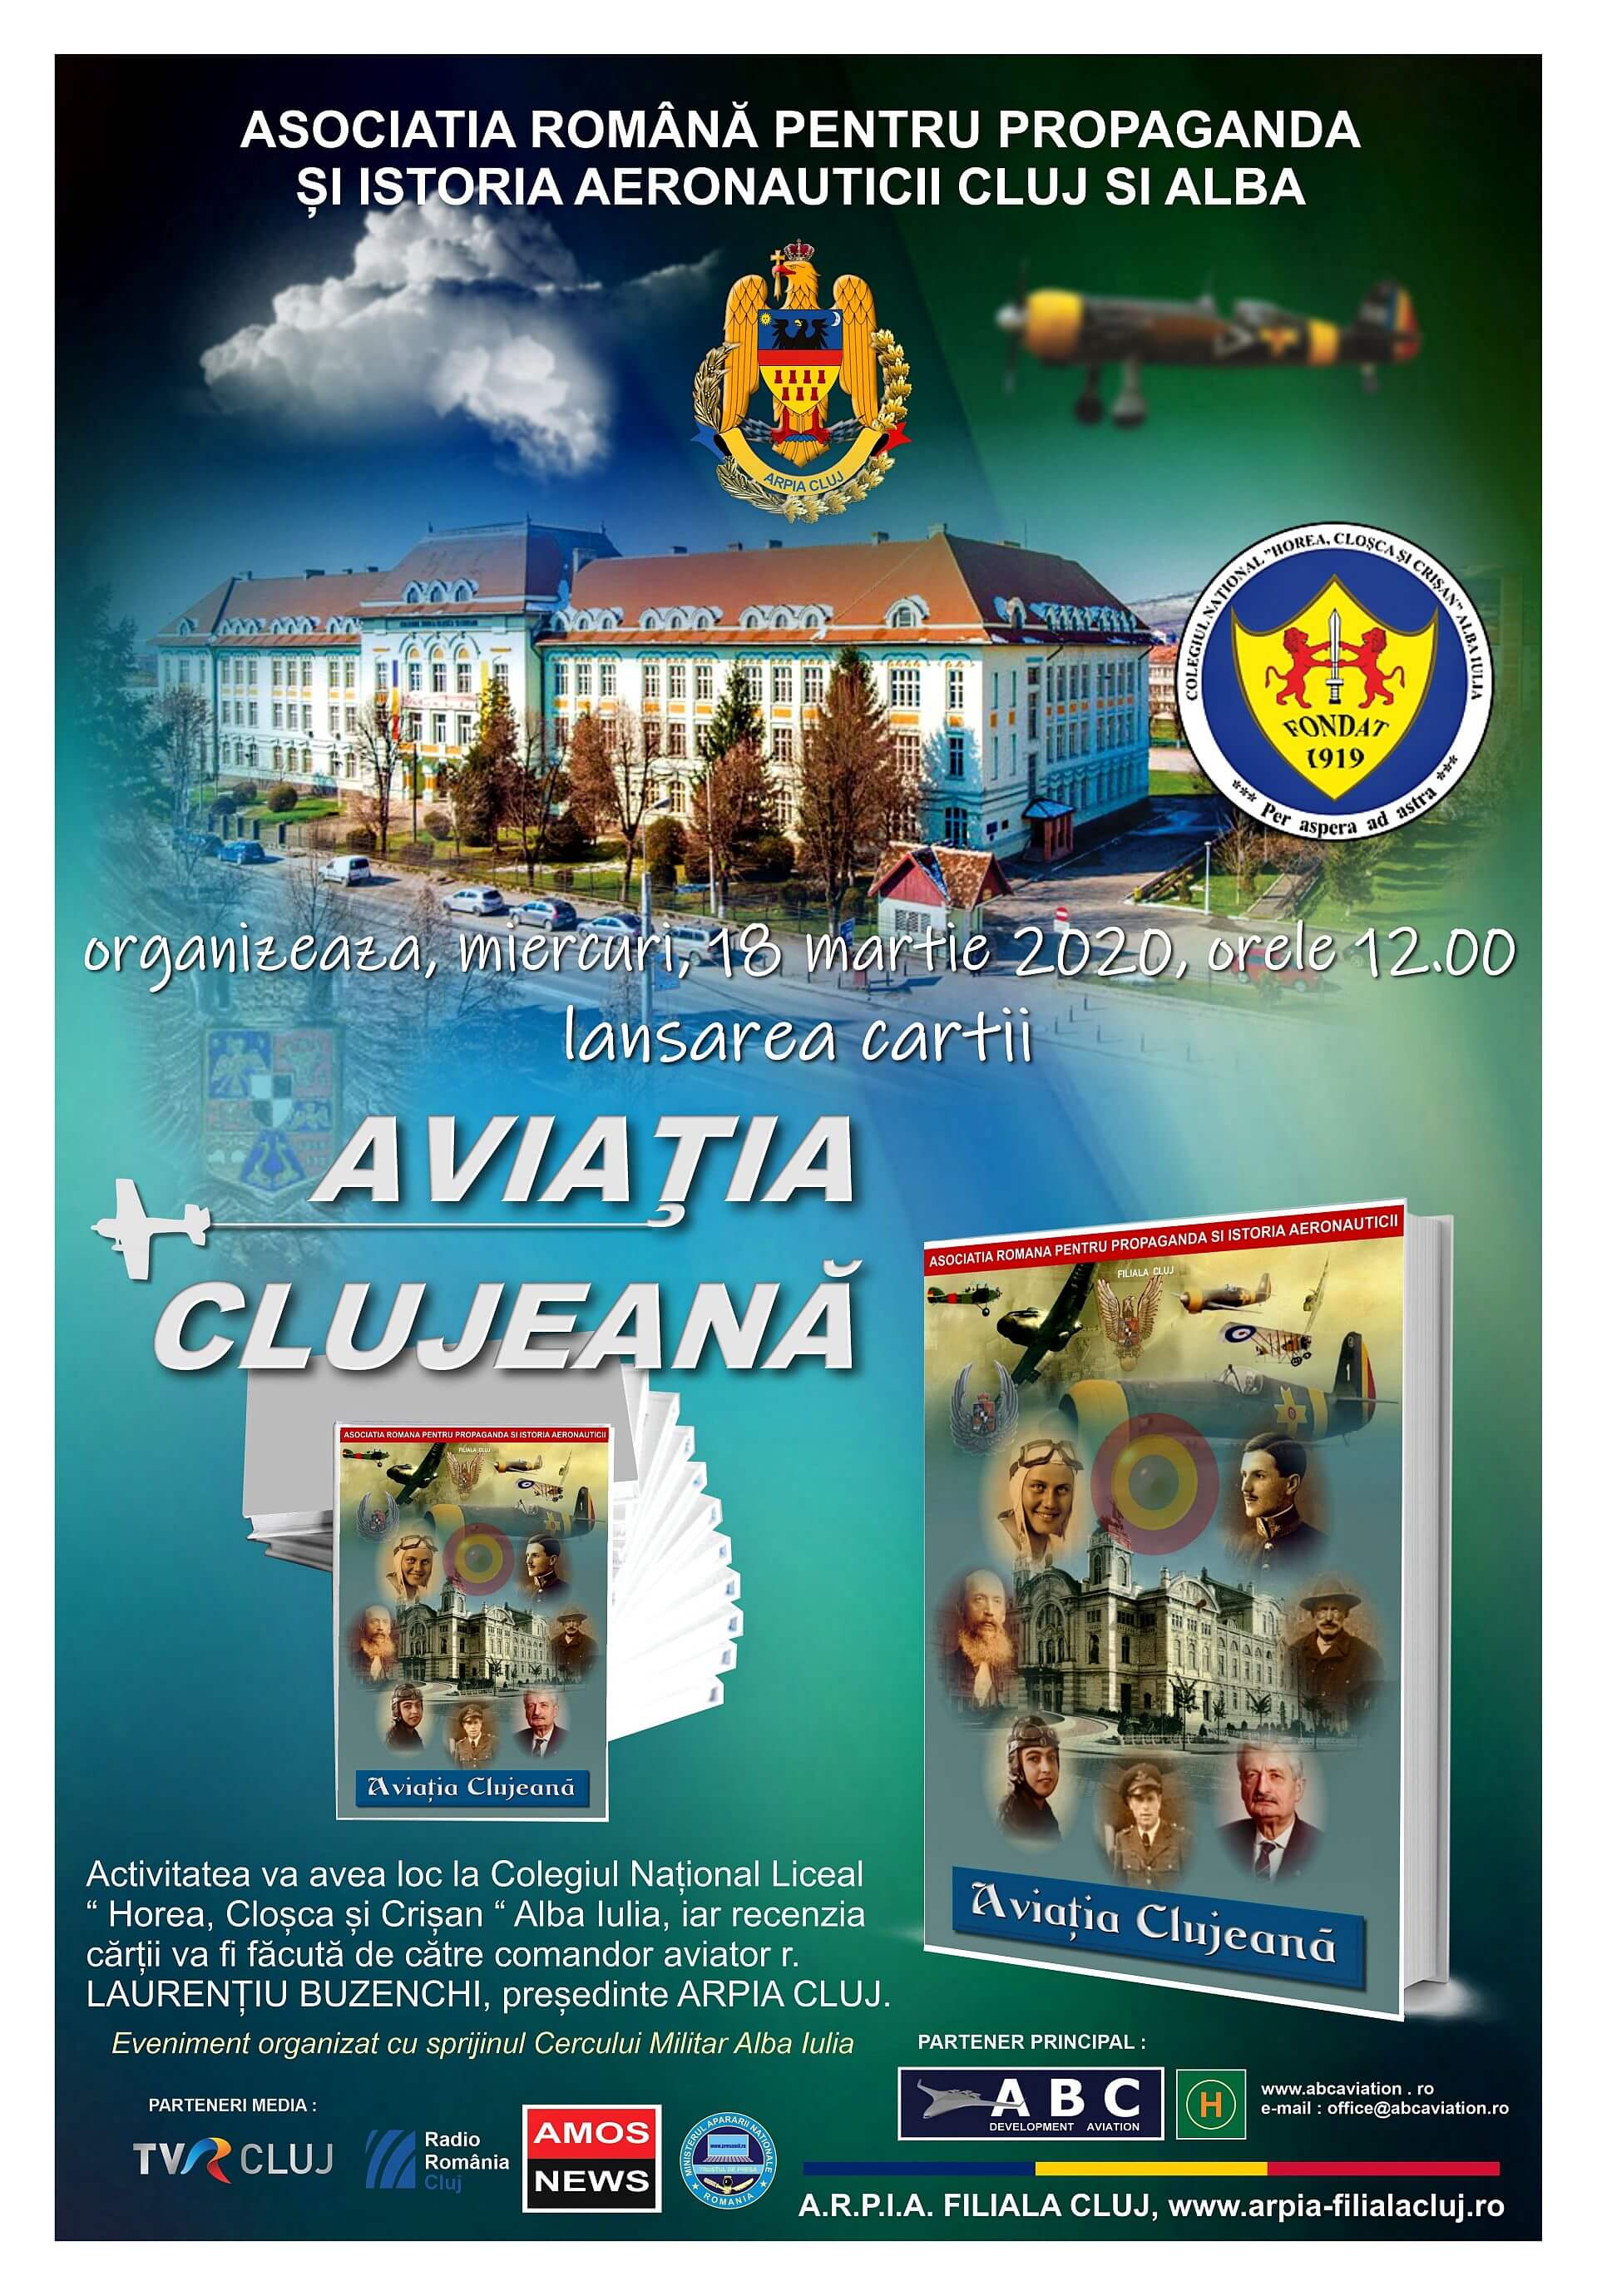 ASOCIATIA ROMÂNĂ PENTRU PROPAGANDA
ȘI ISTORIA AERONAUTICII CLUJ SI ALBA
ARPIA CLUJ
COLEGIUL NAȚIONAL "HOREA, CLOȘCA ȘI CRIȘAN" ALBA IULIA
FONDAT
1919
*** Per aspera ad astra ***
organizeaza, miercuri, 18 martie 2020, orele 12.00
lansarea cartii
AVIAŢIA
CLUJEANĂ
ASOCIATIA ROMANA PENTRU PROPAGANDA SI ISTORIA AERONAUTICII
FILIALA CLUJ
Aviaţia Clujeană
ASOCIATIA ROMANA PENTRU PROPAGANDA SI ISTORIA AERONAUTICII
FILIALA CLUJ
Aviaţia Clujeană
Activitatea va avea loc la Colegiul Național Liceal
“ Horea, Cloșca și Crișan “ Alba Iulia, iar recenzia
cărții va fi făcută de către comandor aviator r.
LAURENȚIU BUZENCHI, președinte ARPIA CLUJ.
Eveniment organizat cu sprijinul Cercului Militar Alba Iulia
PARTENER PRINCIPAL :
A B C
DEVELOPMENT AVIATION
H
www.abcaviation . ro
e-mail : office@abcaviation.ro
PARTENERI MEDIA :
TVR CLUJ
Radio
România
Cluj
AMOS
NEWS
MINISTERUL APARARII NATIONALE
ROMANIA
A.R.P.I.A. FILIALA CLUJ, www.arpia-filialacluj.ro